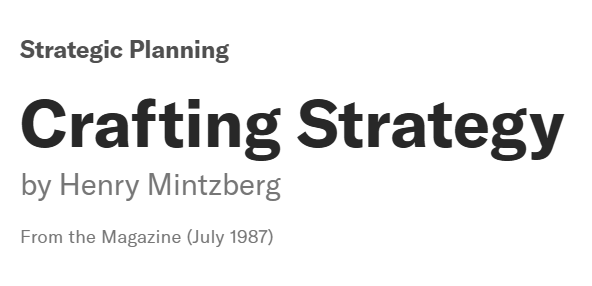 Strategic Planning
Crafting Strategy
by Henry Mintzberg
From the Magazine (July 1987)